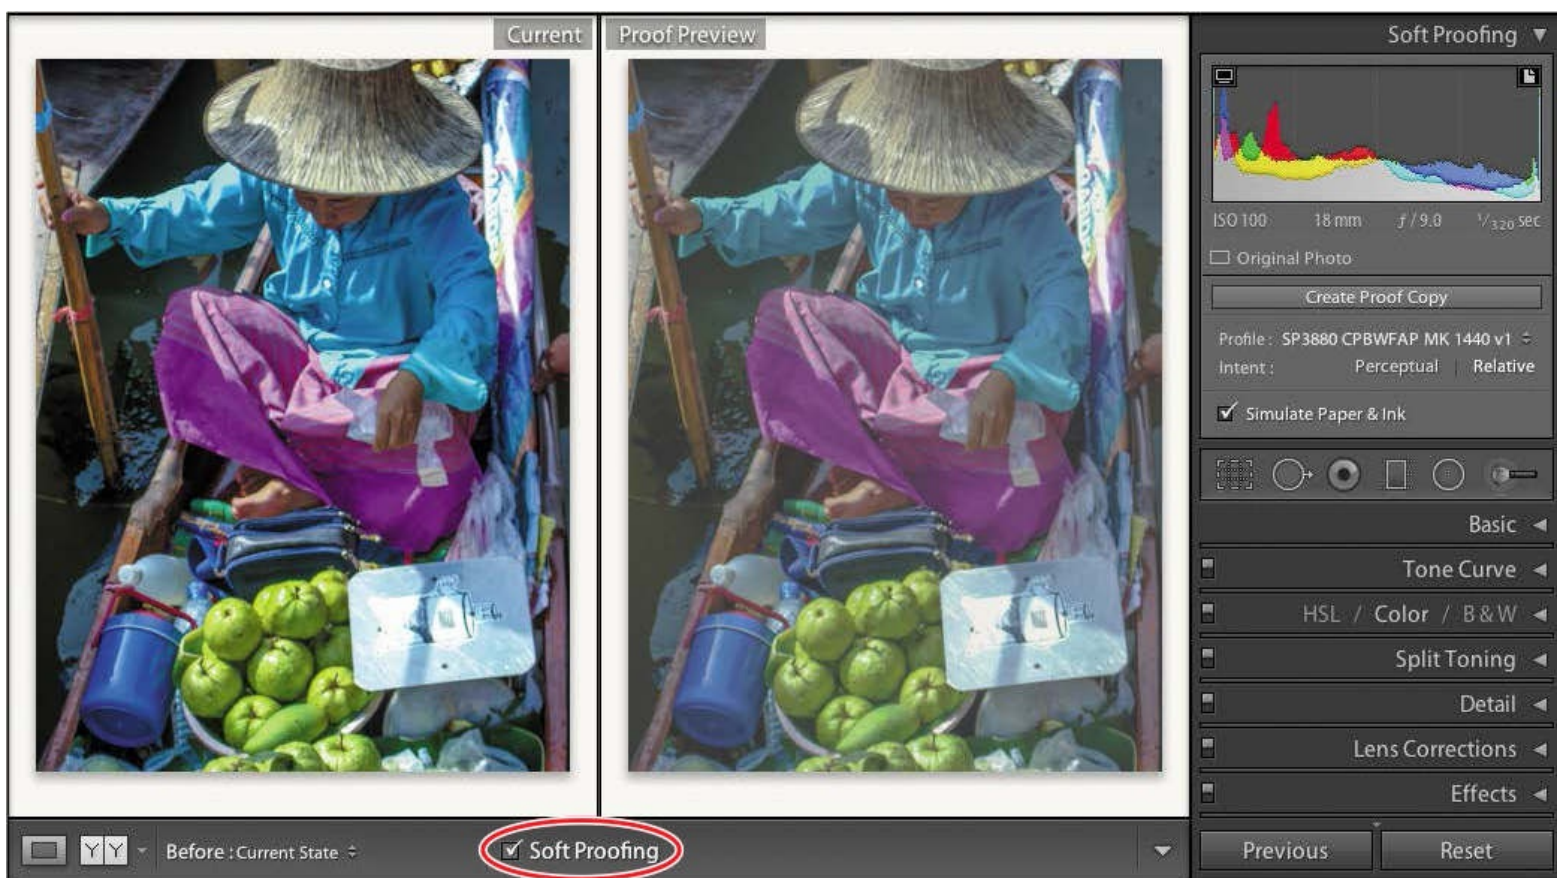 Current
Proof Preview
Soft Proofing
ISO 100 18 mm ƒ / 9.0 1/320 sec
Original Photo
Create Proof Copy
Profile : SP3880 CPBWFAP MK 1440 v1
Intent : Perceptual | Relative
Simulate Paper & Ink
Basic
Tone Curve
HSL / Color / B & W
Split Toning
Detail
Lens Corrections
Effects
Y Y Before : Current State Soft Proofing
Previous Reset